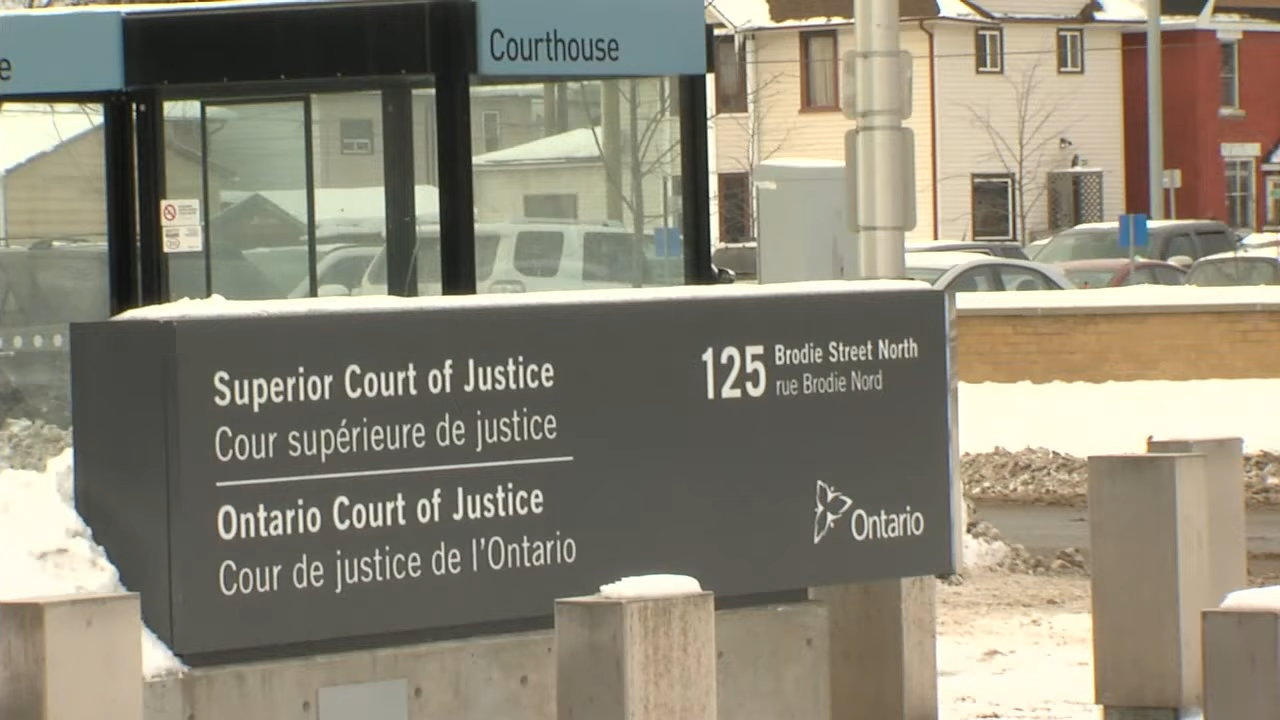 Courthouse
Superior Court of Justice
Cour supérieure de justice
Ontario Court of Justice
Cour de justice de l'Ontario
125 Brodie Street North
rue Brodie Nord
Ontario